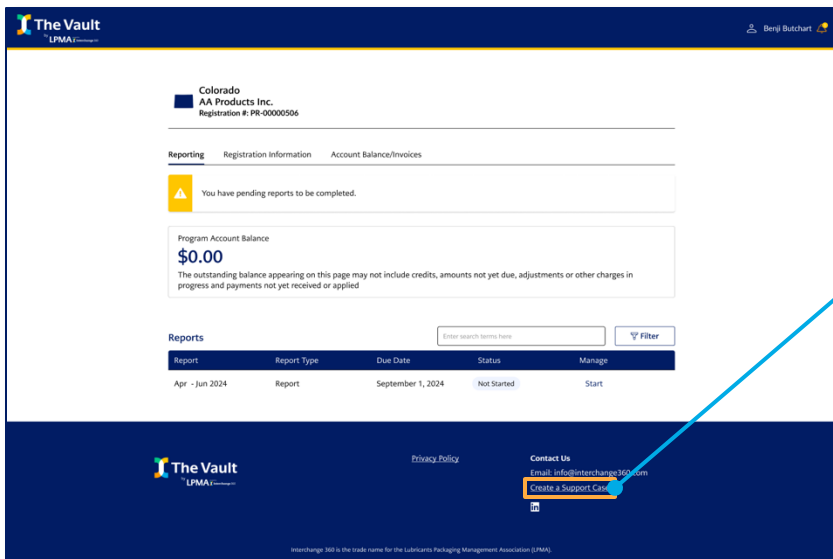 The Vault
LPMA
Benji Butchart
Colorado
AA Products Inc.
Registration #: PR-00000506
Reporting Registration Information Account Balance/Invoices
You have pending reports to be completed.
Program Account Balance
$0.00
The outstanding balance appearing on this page may not include credits, amounts not yet due, adjustments or other charges in
progress and payments not yet received or applied
Reports
Enter search terms here
Filter
Report Report Type Due Date Status Manage
Apr - Jun 2024 Report September 1, 2024 Not Started Start
The Vault
LPMA
Privacy Policy
Contact Us
Email: info@interchange360.com
Create a Support Case
in
Interchange 360 is the trade name for the Lubricants Packaging Management Association (LPMA).